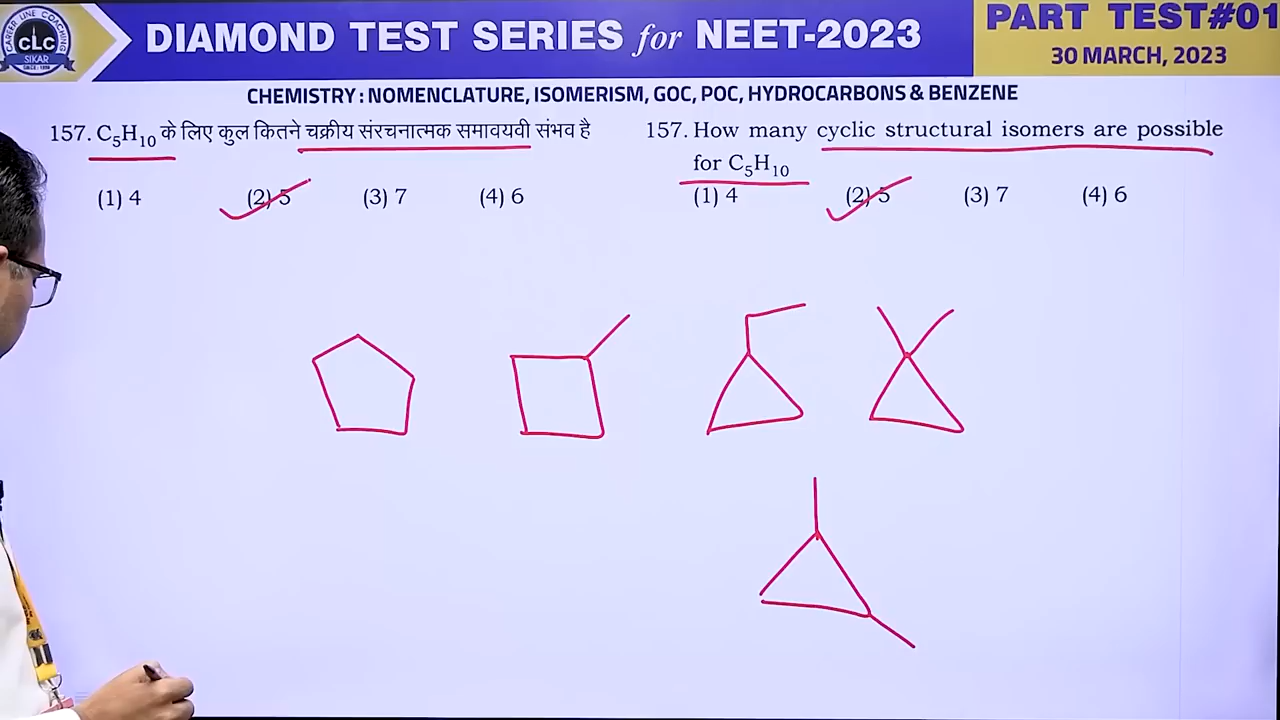 CAREER LINE COACHING
CLC
SIKAR
DIAMOND TEST SERIES for NEET-2023
PART TEST#01
30 MARCH, 2023
CHEMISTRY : NOMENCLATURE, ISOMERISM, GOC, POC, HYDROCARBONS & BENZENE
157. C₅H₁₀ के लिए कुल कितने चक्रीय संरचनात्मक समावयवी संभव है
(1) 4 (2) 5 (3) 7 (4) 6
157. How many cyclic structural isomers are possible
for C₅H₁₀
(1) 4 (2) 5 (3) 7 (4) 6